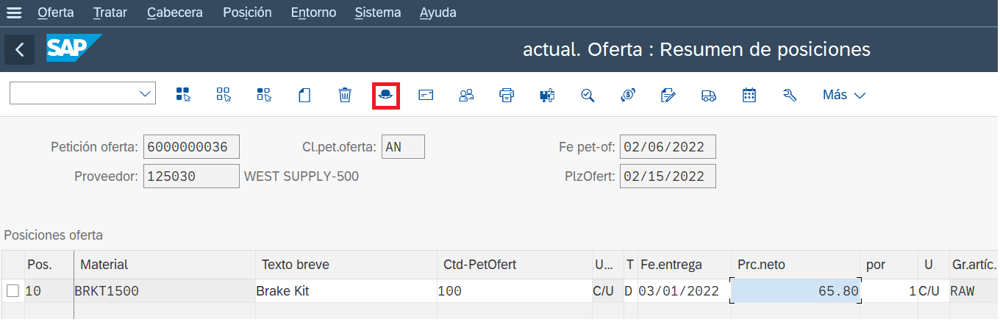 Oferta Tratar Cabecera Posición Entorno Sistema Ayuda
SAP actual. Oferta : Resumen de posiciones
Más
Petición oferta: 6000000036 Cl.pet.oferta: AN Fe pet-of: 02/06/2022
Proveedor: 125030 WEST SUPPLY-500 PlzOfert: 02/15/2022
Posiciones oferta
Pos. Material Texto breve Ctd-PetOfert U... T Fe.entrega Prc.neto por U Gr.artíc.
10 BRKT1500 Brake Kit 100 C/U D 03/01/2022 65.80 1 C/U RAW